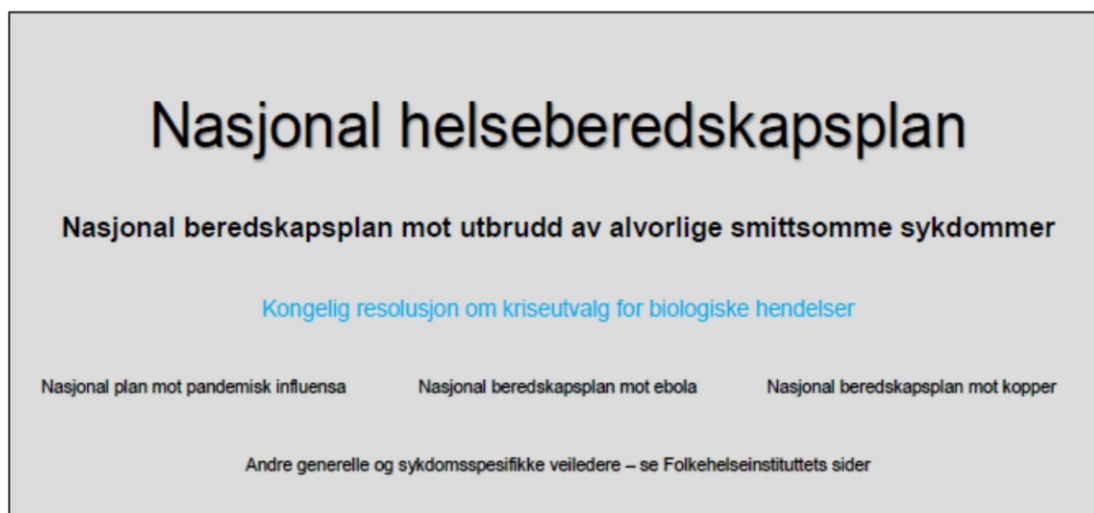 Nasjonal helseberedskapsplan
Nasjonal beredskapsplan mot utbrudd av alvorlige smittsomme sykdommer
Kongelig resolusjon om kriseutvalg for biologiske hendelser
Nasjonal plan mot pandemisk influensa
Nasjonal beredskapsplan mot ebola
Nasjonal beredskapsplan mot kopper
Andre generelle og sykdomsspesifikke veiledere – se Folkehelseinstituttets sider